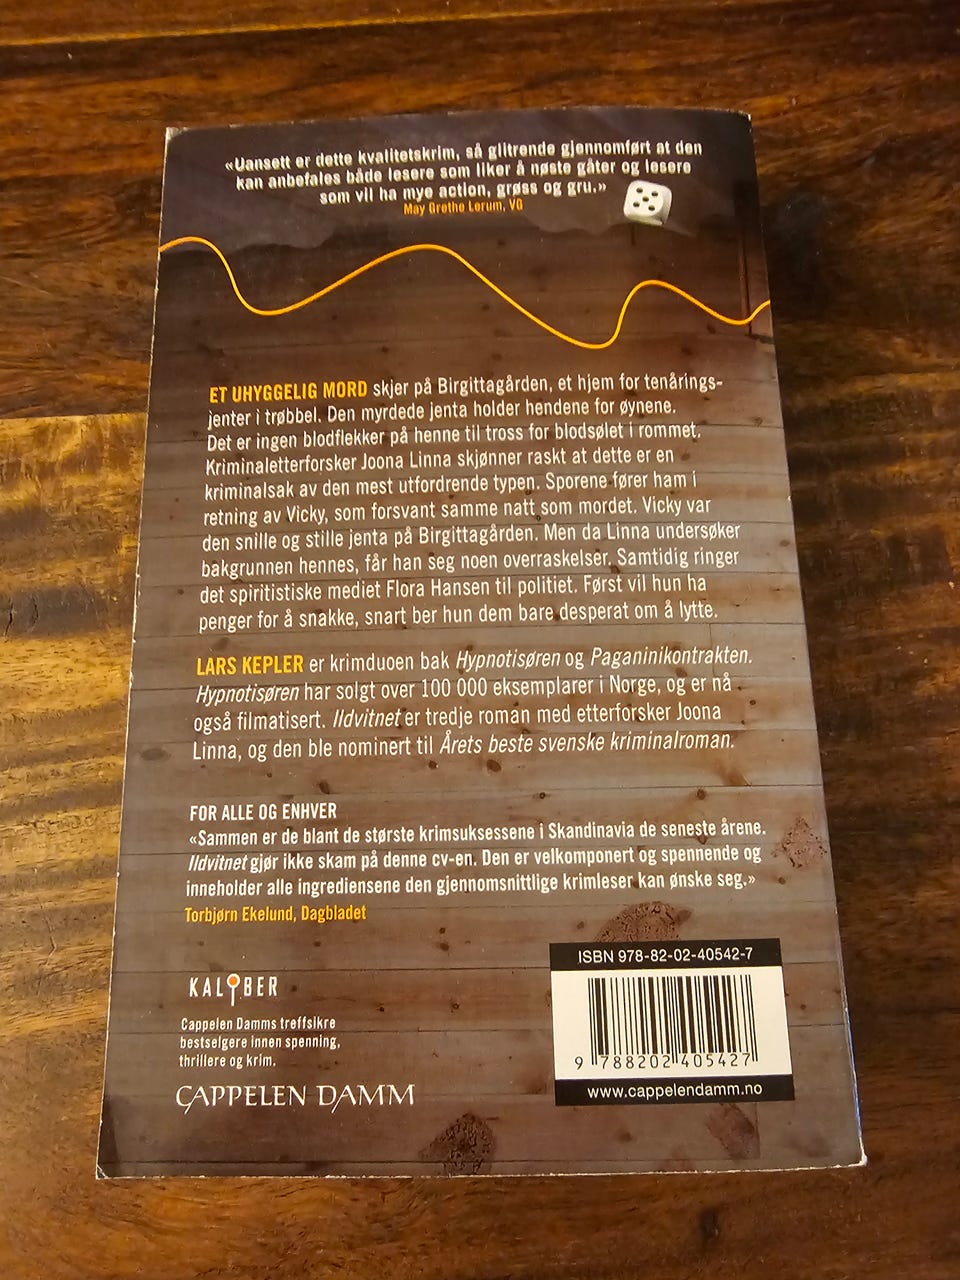 «Uansett er dette kvalitetskrim, så glitrende gjennomført at den
kan anbefales både lesere som liker å nøste gåter og lesere
som vil ha mye action, grøss og gru.»
May Grethe Lerum, VG
ET UHYGGELIG MORD skjer på Birgittagården, et hjem for tenårings-
jenter i trøbbel. Den myrdede jenta holder hendene for øynene.
Det er ingen blodflekker på henne til tross for blodsølet i rommet.
Kriminaletterforsker Joona Linna skjønner raskt at dette er en
kriminalsak av den mest utfordrende typen. Sporene fører ham i
retning av Vicky, som forsvant samme natt som mordet. Vicky var
den snille og stille jenta på Birgittagården. Men da Linna undersøker
bakgrunnen hennes, får han seg noen overraskelser. Samtidig ringer
det spiritistiske mediet Flora Hansen til politiet. Først vil hun ha
penger for å snakke, snart ber hun dem bare desperat om å lytte.
LARS KEPLER er krimduoen bak Hypnotisøren og Paganinikontrakten.
Hypnotisøren har solgt over 100 000 eksemplarer i Norge, og er nå
også filmatisert. Ildvitnet er tredje roman med etterforsker Joona
Linna, og den ble nominert til Årets beste svenske kriminalroman.
FOR ALLE OG ENHVER
«Sammen er de blant de største krimsuksessene i Skandinavia de seneste årene.
Ildvitnet gjør ikke skam på denne cv-en. Den er velkomponert og spennende og
inneholder alle ingrediensene den gjennomsnittlige krimleser kan ønske seg.»
Torbjørn Ekelund, Dagbladet
KALIBER
Cappelen Damms treffsikre
bestselgere innen spenning,
thrillere og krim.
CAPPELEN DAMM
ISBN 978-82-02-40542-7
9 788202 405427
www.cappelendamm.no